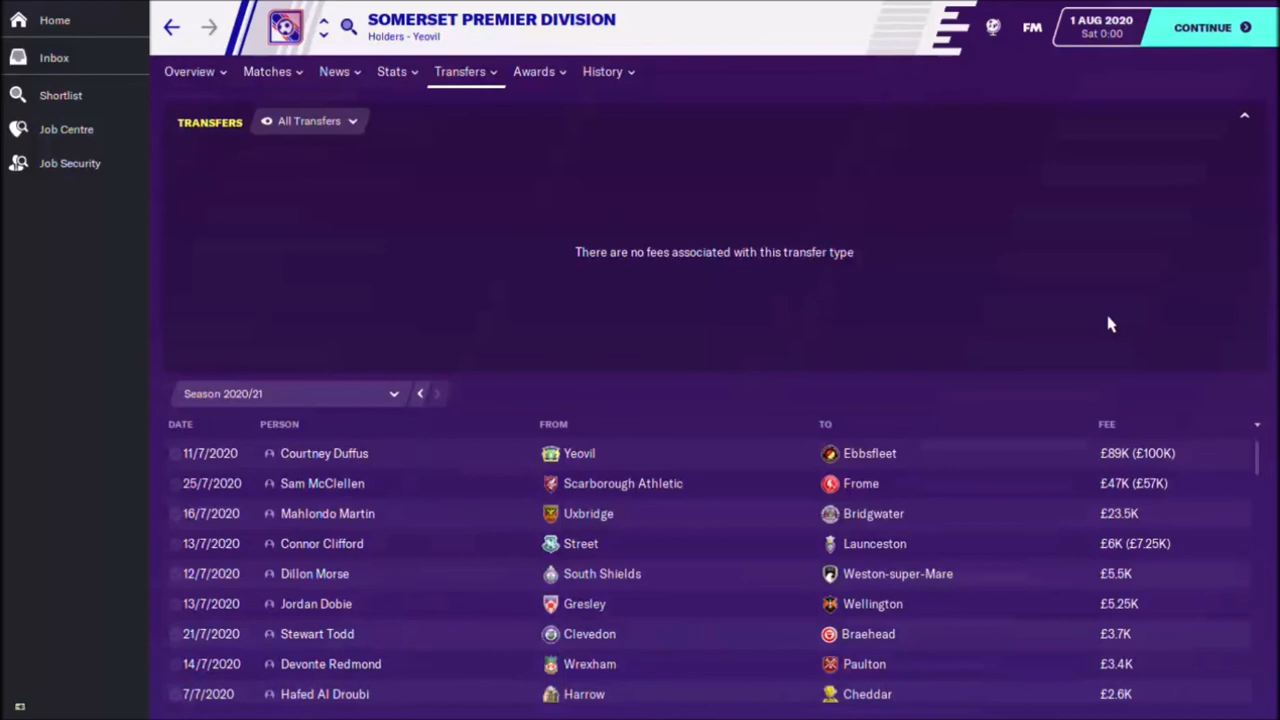 Home
Inbox
Shortlist
Job Centre
Job Security
SOMERSET PREMIER DIVISION
Holders - Yeovil
FM
1 AUG 2020
Sat 0:00
CONTINUE
Overview Matches News Stats Transfers Awards History
TRANSFERS All Transfers
There are no fees associated with this transfer type
Season 2020/21
DATE PERSON FROM TO FEE
11/7/2020 Courtney Duffus Yeovil Ebbsfleet £89K (£100K)
25/7/2020 Sam McClellen Scarborough Athletic Frome £47K (£57K)
16/7/2020 Mahlondo Martin Uxbridge Bridgwater £23.5K
13/7/2020 Connor Clifford Street Launceston £6K (£7.25K)
12/7/2020 Dillon Morse South Shields Weston-super-Mare £5.5K
13/7/2020 Jordan Dobie Gresley Wellington £5.25K
21/7/2020 Stewart Todd Clevedon Braehead £3.7K
14/7/2020 Devonte Redmond Wrexham Paulton £3.4K
7/7/2020 Hafed Al Droubi Harrow Cheddar £2.6K